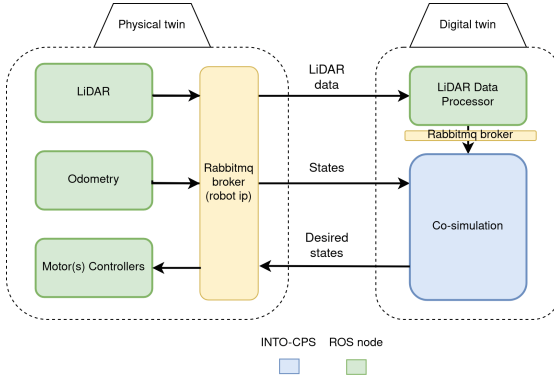 Physical twin
Digital twin
LiDAR
Odometry
Motor(s) Controllers
Rabbitmq
broker
(robot ip)
LiDAR
data
States
Desired
states
LiDAR Data
Processor
Rabbitmq broker
Co-simulation
INTO-CPS
ROS node